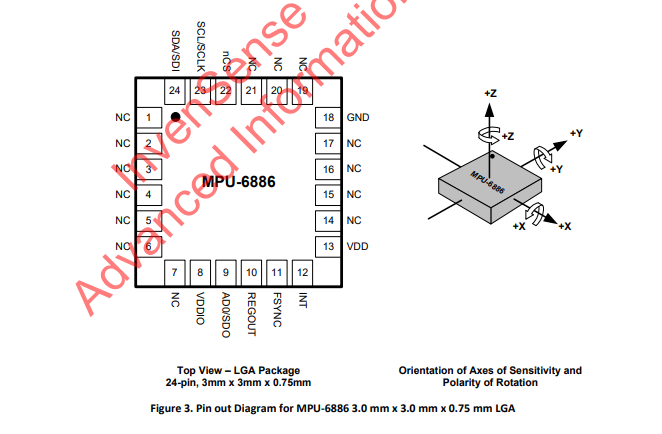 SDA/SDI
SCL/SCLK
nCS
NC
NC
NC
24 23 22 21 20 19
NC 1
NC 2
NC 3
NC 4
NC 5
NC 6
18 GND
17 NC
16 NC
15 NC
14 NC
13 VDD
MPU-6886
7 8 9 10 11 12
NC
VDDIO
AD0/SDO
REGOUT
FSYNC
INT
InvenSense
Advanced Information
+Z
+Z
+Y
+Y
MPU-6886
+X
+X
Top View – LGA Package
24-pin, 3mm x 3mm x 0.75mm
Orientation of Axes of Sensitivity and
Polarity of Rotation
Figure 3. Pin out Diagram for MPU-6886 3.0 mm x 3.0 mm x 0.75 mm LGA